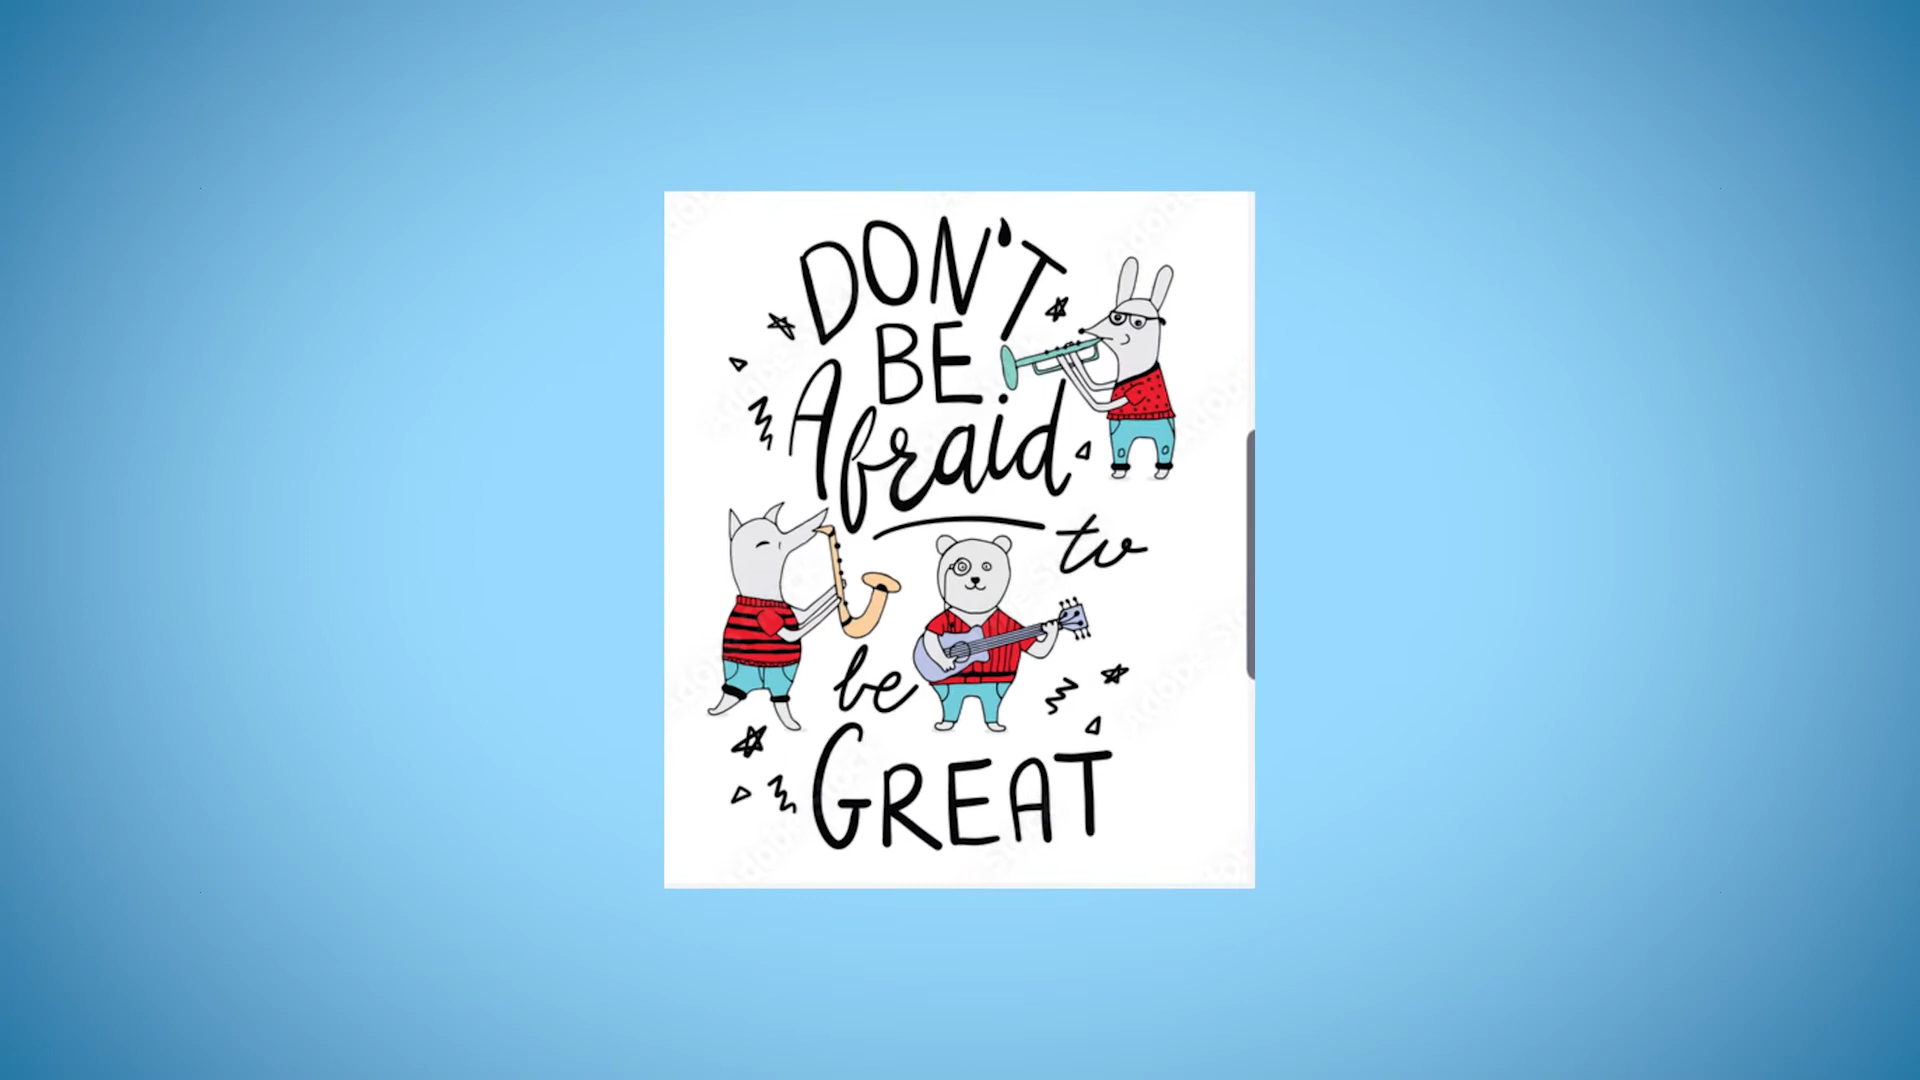 DON'T
BE
Afraid
to
be
GREAT